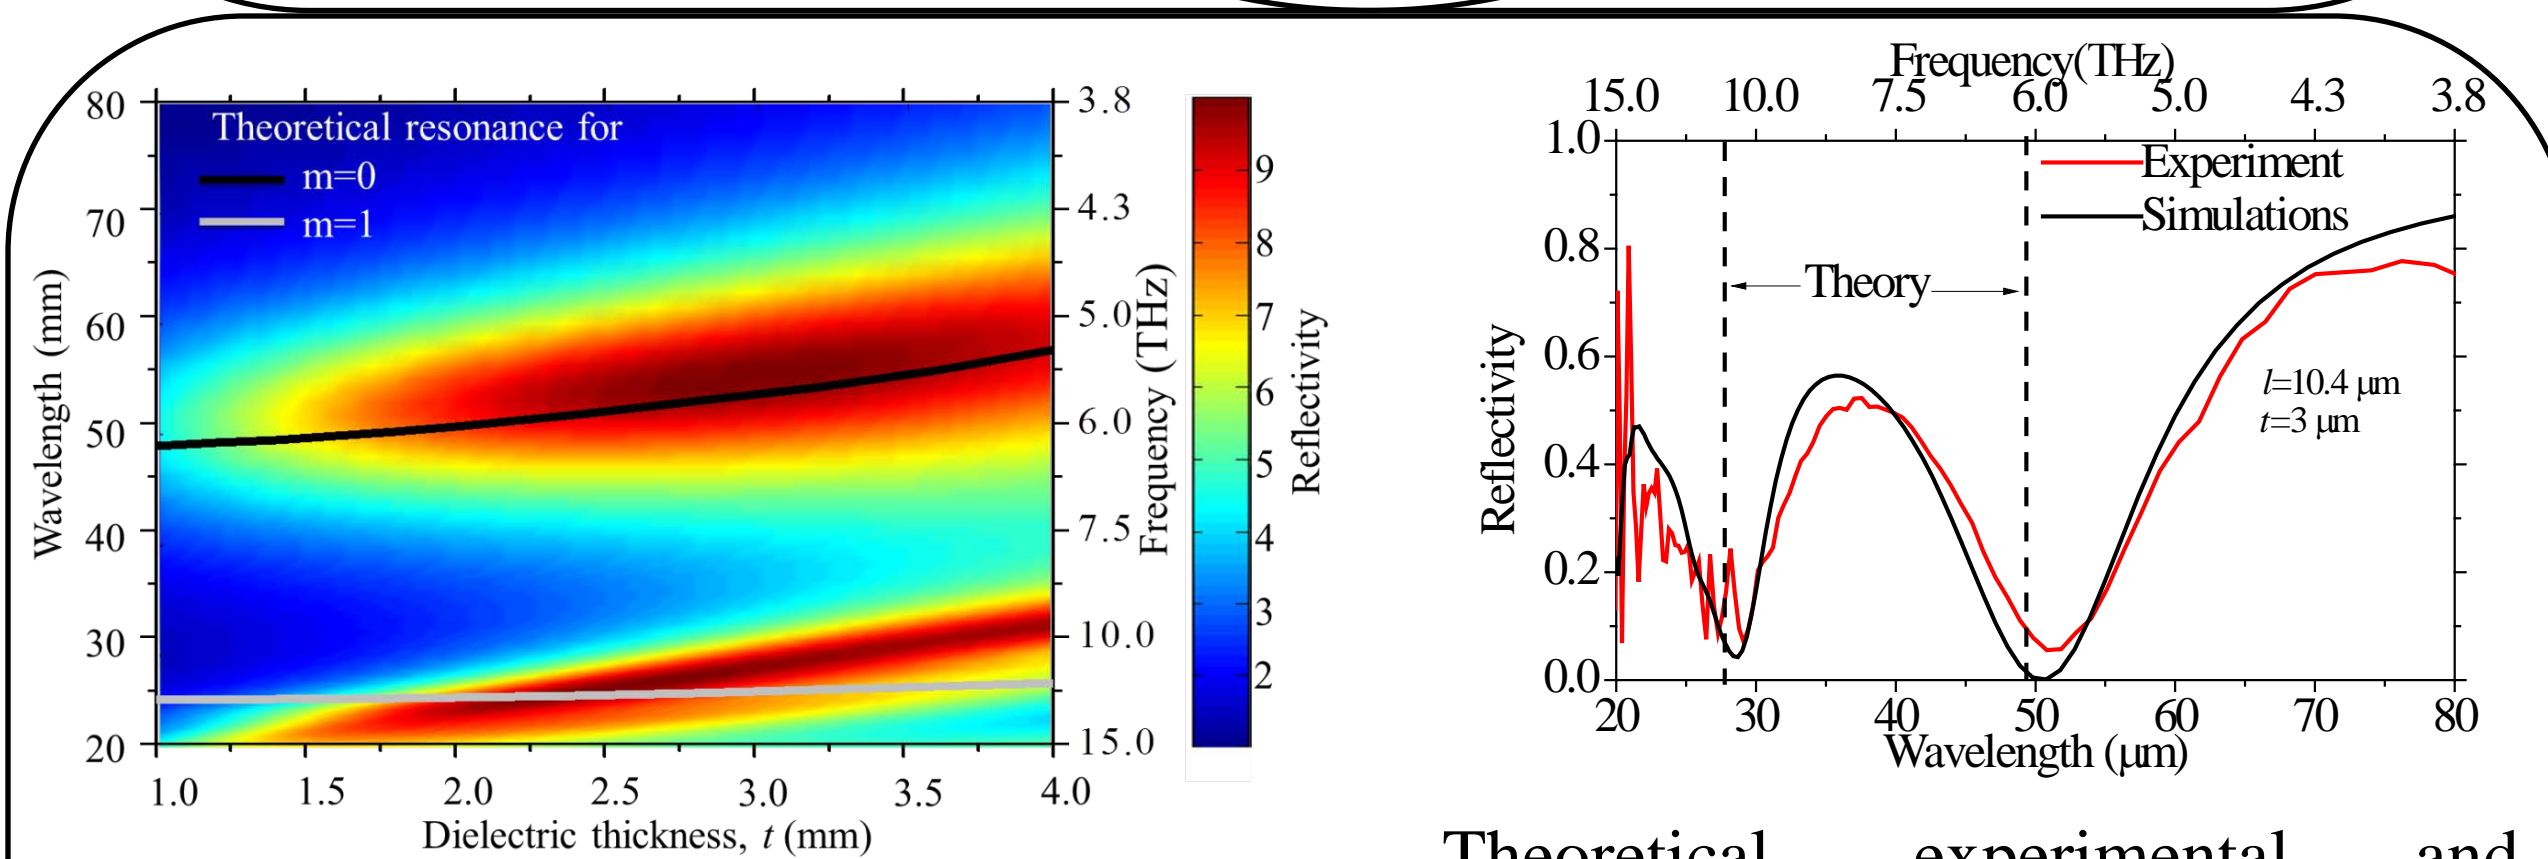 80
70
60
50
40
30
20
Wavelength (mm)
Theoretical resonance for
m=0
m=1
1.0 1.5 2.0 2.5 3.0 3.5 4.0
Dielectric thickness, t (mm)
3.8
4.3
5.0
6.0
7.5
10.0
15.0
Frequency (THz)
9
8
7
6
5
4
3
2
Reflectivity
Frequency(THz)
15.0 10.0 7.5 6.0 5.0 4.3 3.8
1.0
0.8
0.6
0.4
0.2
0.0
Reflectivity
Experiment
Simulations
Theory
l=10.4 μm
t=3 μm
20 30 40 50 60 70 80
Wavelength (μm)
Theoretical experimental and